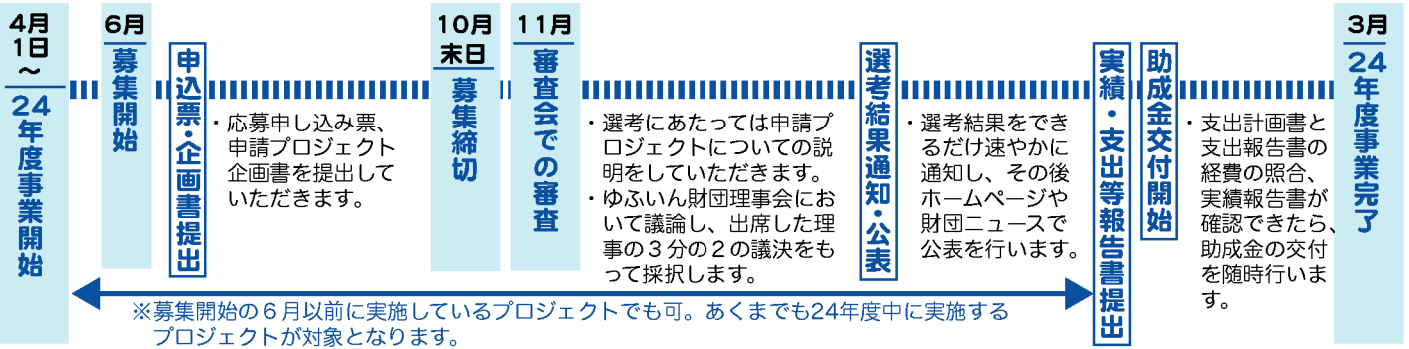 4月
1日
～
24年度事業開始
6月
募集開始
申込票・企画書提出
・応募申し込み票、
申請プロジェクト
企画書を提出して
いただきます。
10月
末日
募集締切
11月
審査会での審査
・選考にあたっては申請プ
ロジェクトについての説
明をしていただきます。
・ゆふいん財団理事会にお
いて議論し、出席した理
事の３分の２の議決をも
って採択します。
選考結果通知・公表
・選考結果をでき
るだけ速やかに
通知し、その後
ホームページや
財団ニュースで
公表を行います。
実績・支出等報告書提出
助成金交付開始
・支出計画書と
支出報告書の
経費の照合、
実績報告書が
確認できたら、
助成金の交付
を随時行いま
す。
3月
24年度事業完了
※募集開始の６月以前に実施しているプロジェクトでも可。あくまでも24年度中に実施する
プロジェクトが対象となります。